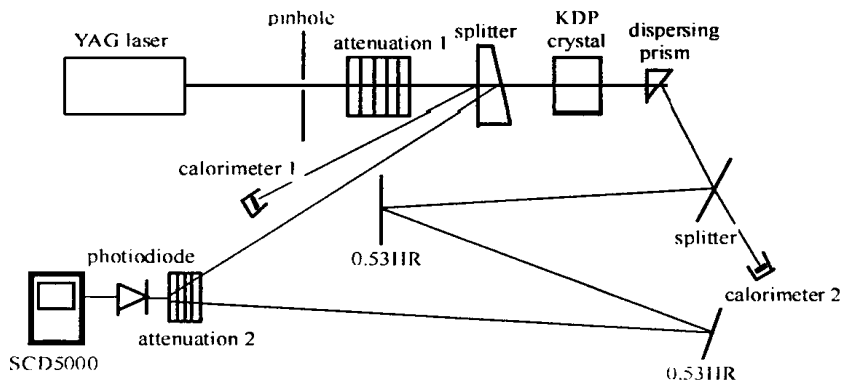 YAG laser
pinhole
attenuation 1
splitter
KDP
crystal
dispersing
prism
calorimeter 1
0.53HR
splitter
calorimeter 2
photiodiode
attenuation 2
SCD5000
0.53HR